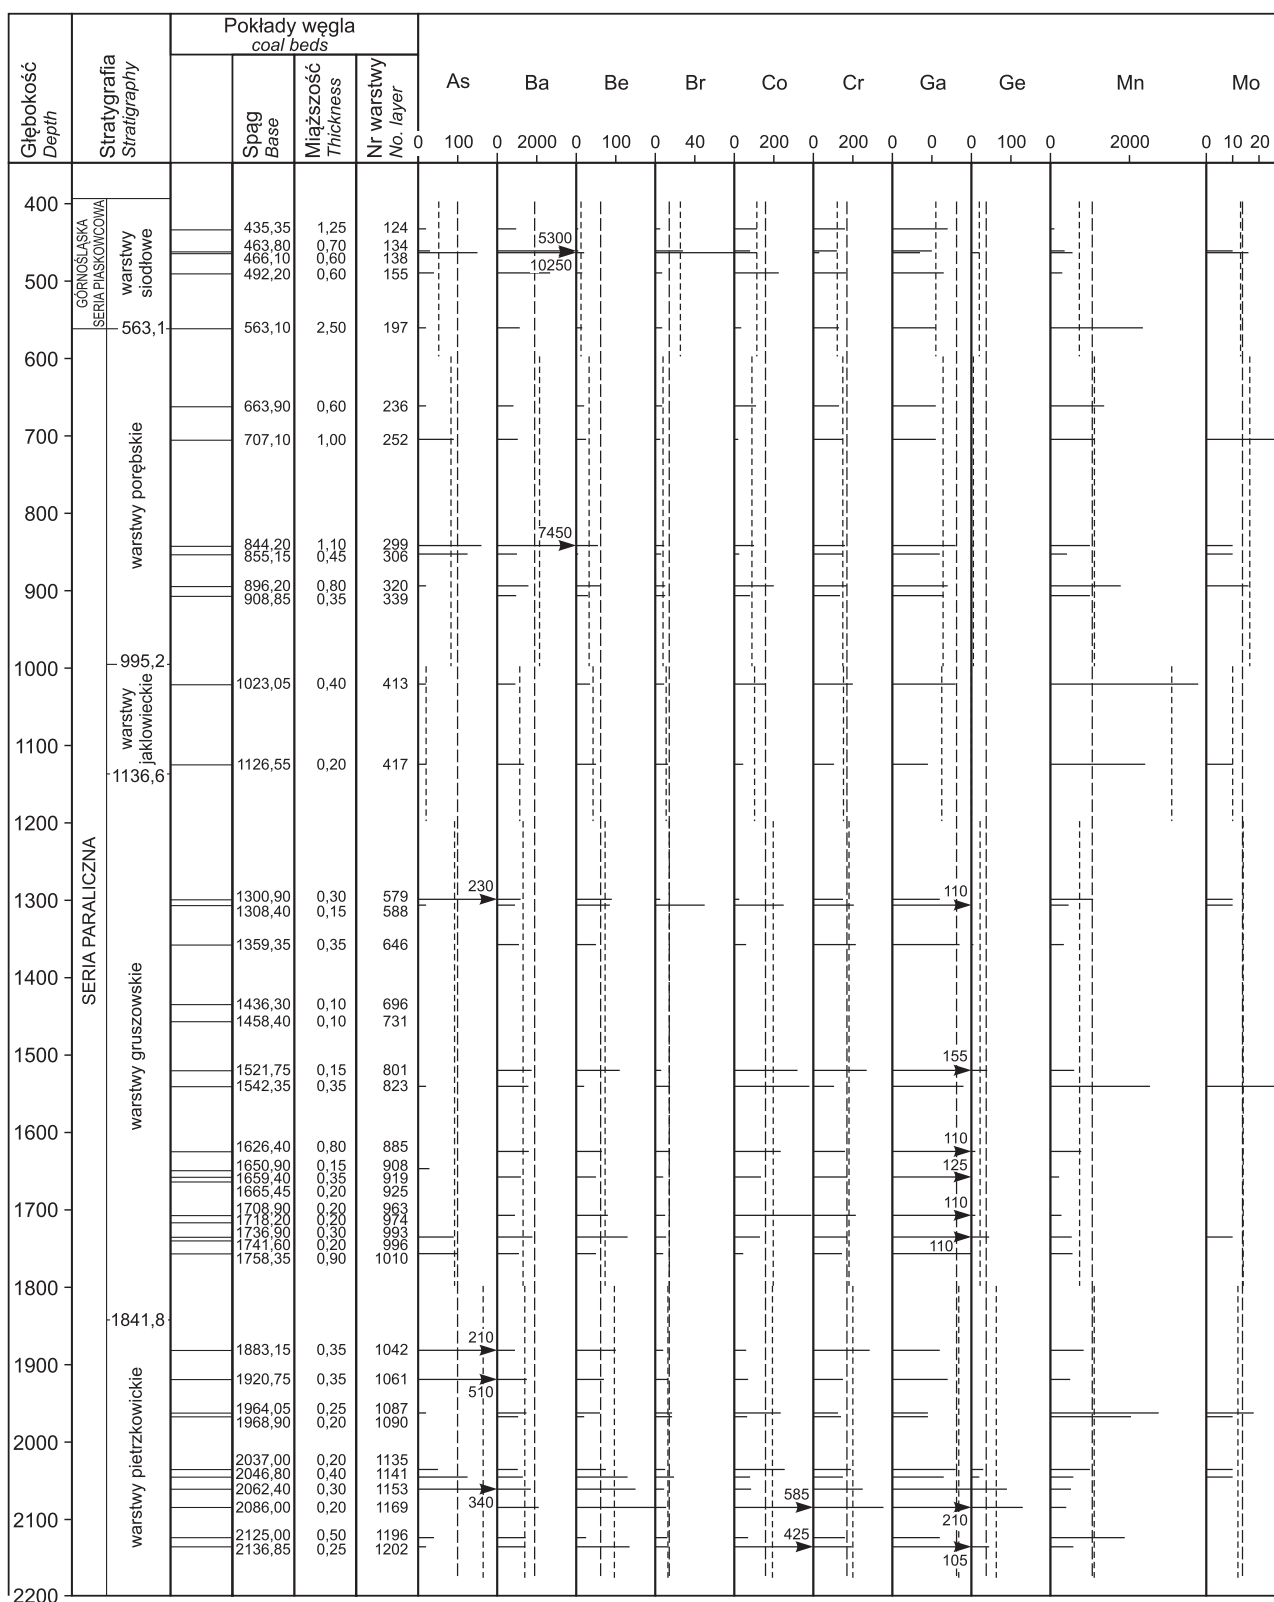 Pokłady węgla
coal beds
Głębokość
Depth
Stratygrafia
Stratigraphy
Spąg
Base
Miąższość
Thickness
Nr warstwy
No. layer
As Ba Be Br Co Cr Ga Ge Mn Mo
0 100 0 2000 0 100 0 40 0 200 0 200 0 0 0 100 0 2000 0 10 20
400
GÓRNOŚLĄSKA
SERIA PIASKOWCOWA
warstwy
siodłowe
435,35 1,25 124
463,80 0,70 134
5300
466,10 0,60 138
10250
492,20 0,60 155
500
563,1
563,10 2,50 197
600
663,90 0,60 236
700
707,10 1,00 252
warstwy porębskie
800
7450
844,20 1,10 299
855,15 0,45 306
896,20 0,80 320
900
908,85 0,35 339
995,2
1000
1023,05 0,40 413
warstwy
jaklowieckie
1100
1126,55 0,20 417
1136,6
1200
SERIA PARALICZNA
230
110
1300
1300,90 0,30 579
1308,40 0,15 588
1359,35 0,35 646
1400
warstwy gruszowskie
1436,30 0,10 696
1458,40 0,10 731
1500
155
1521,75 0,15 801
1542,35 0,35 823
1600
110
1626,40 0,80 885
1650,90 0,15 908
125
1659,40 0,35 919
1665,45 0,20 925
1700
110
1708,90 0,20 963
1718,20 0,20 974
1736,90 0,30 993
1741,60 0,20 996
110
1758,35 0,90 1010
1800
1841,8
210
1883,15 0,35 1042
1900
1920,75 0,35 1061
510
warstwy pietrzkowickie
1964,05 0,25 1087
1968,90 0,20 1090
2000
2037,00 0,20 1135
2046,80 0,40 1141
2062,40 0,30 1153
340
585
2086,00 0,20 1169
210
2100
425
2125,00 0,50 1196
2136,85 0,25 1202
105
2200